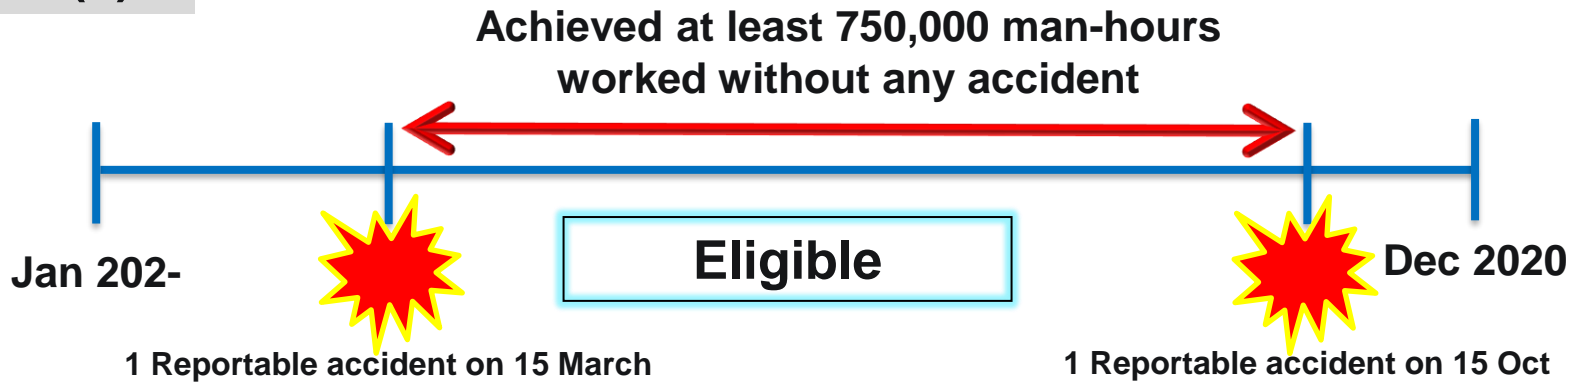 Achieved at least 750,000 man-hours
worked without any accident
Eligible
Jan 202-
Dec 2020
1 Reportable accident on 15 March
1 Reportable accident on 15 Oct